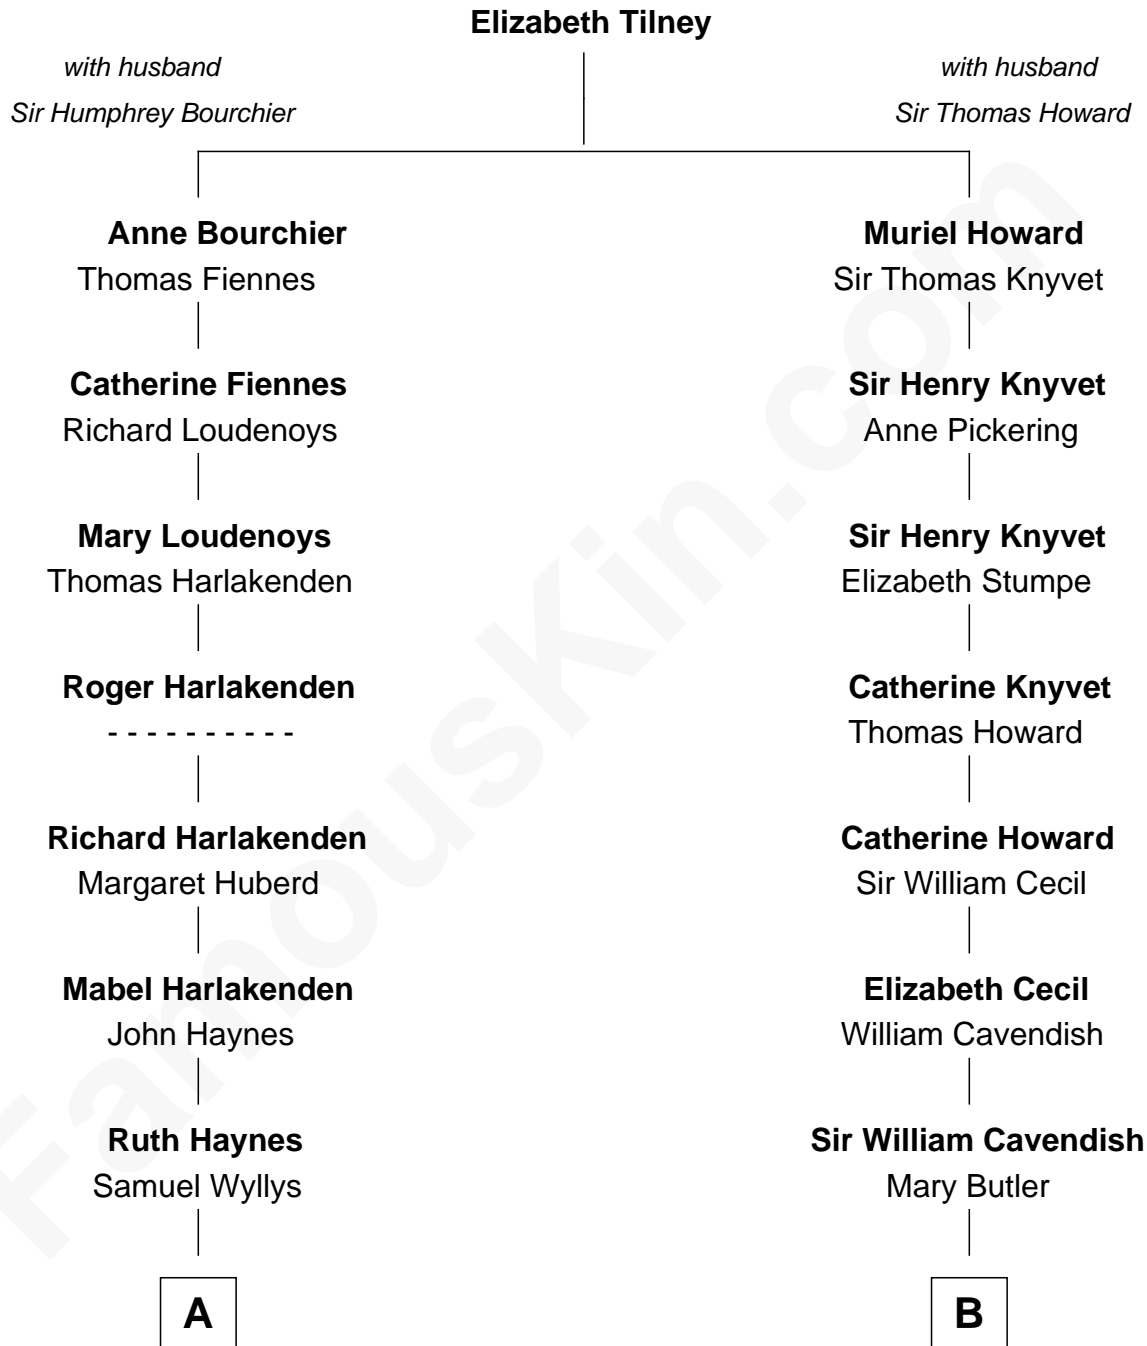 Elizabeth Tilney
with husband
Sir Humphrey Bourchier
with husband
Sir Thomas Howard
Anne Bourchier
Thomas Fiennes
Muriel Howard
Sir Thomas Knyvet
Catherine Fiennes
Richard Loudenoys
Sir Henry Knyvet
Anne Pickering
Mary Loudenoys
Thomas Harlakenden
Sir Henry Knyvet
Elizabeth Stumpe
Roger Harlakenden
- - - - - - - - - -
Catherine Knyvet
Thomas Howard
Richard Harlakenden
Margaret Huberd
Catherine Howard
Sir William Cecil
Mabel Harlakenden
John Haynes
Elizabeth Cecil
William Cavendish
Ruth Haynes
Samuel Wyllys
Sir William Cavendish
Mary Butler
A
B
FamousKin.com